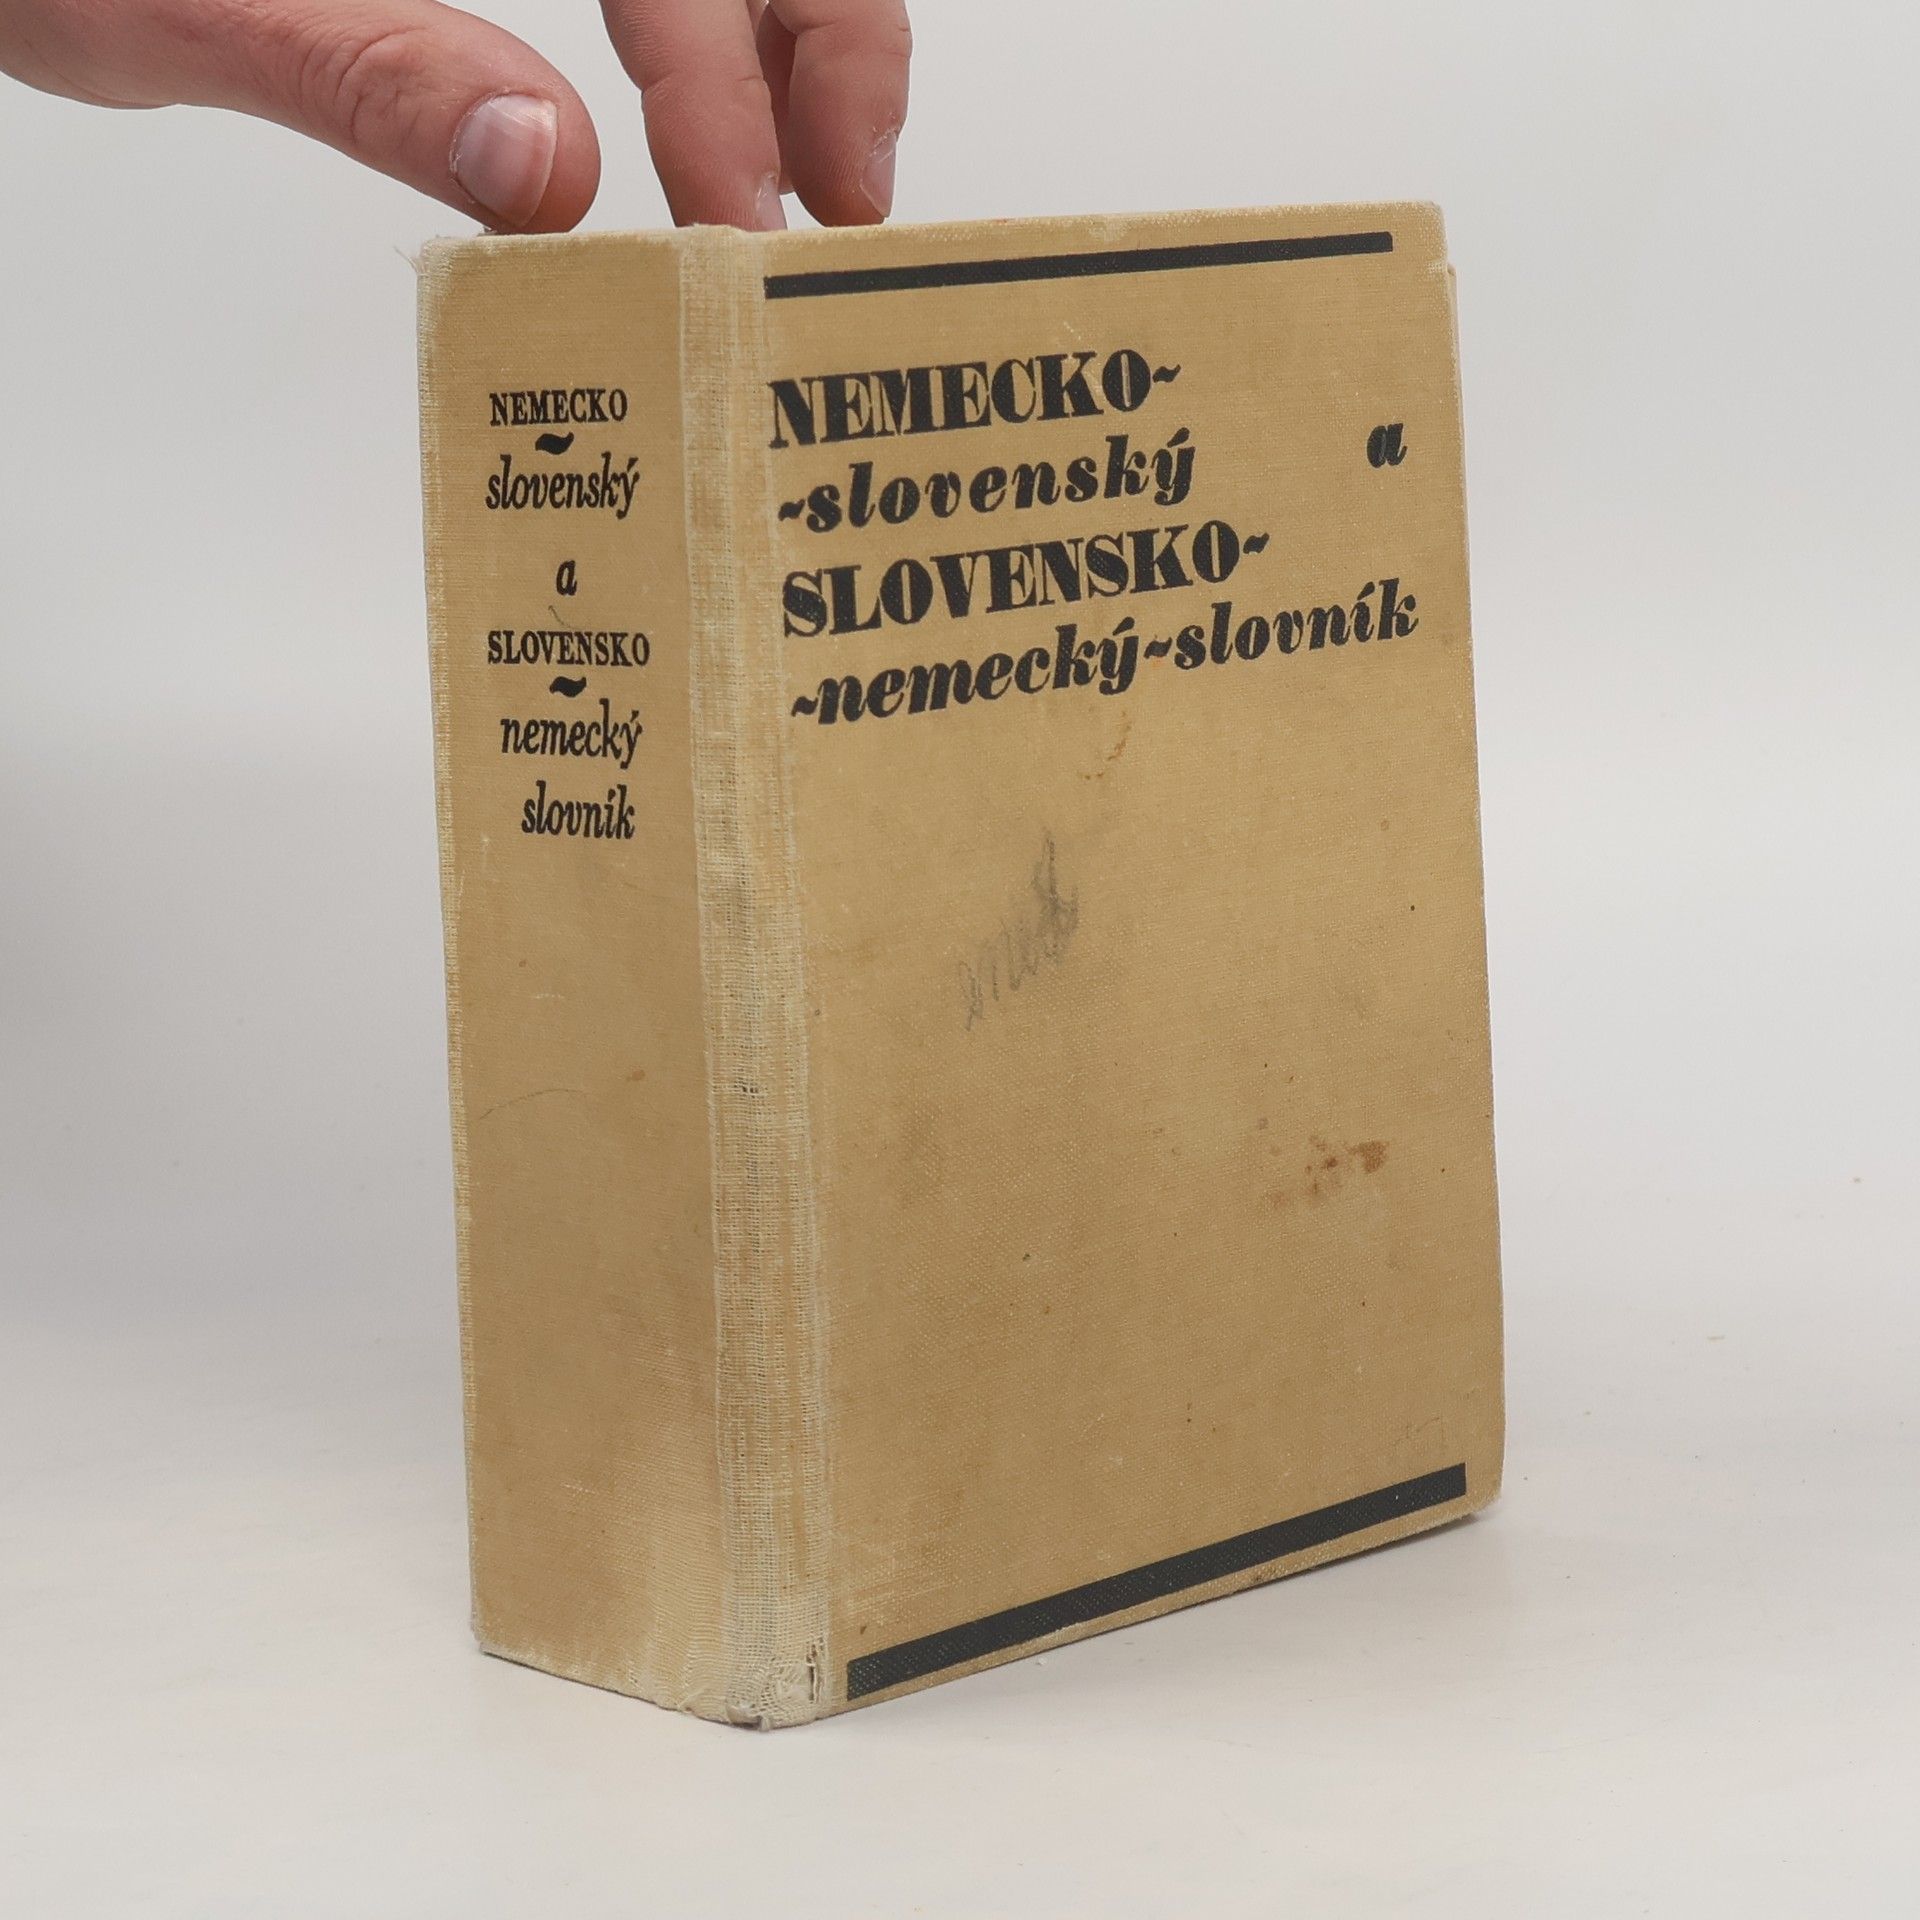 NEMECKO
~
slovenský
a
SLOVENSKO
~
nemecký
slovník
NEMECKO~
~slovenský a
SLOVENSKO~
~nemecký~slovník